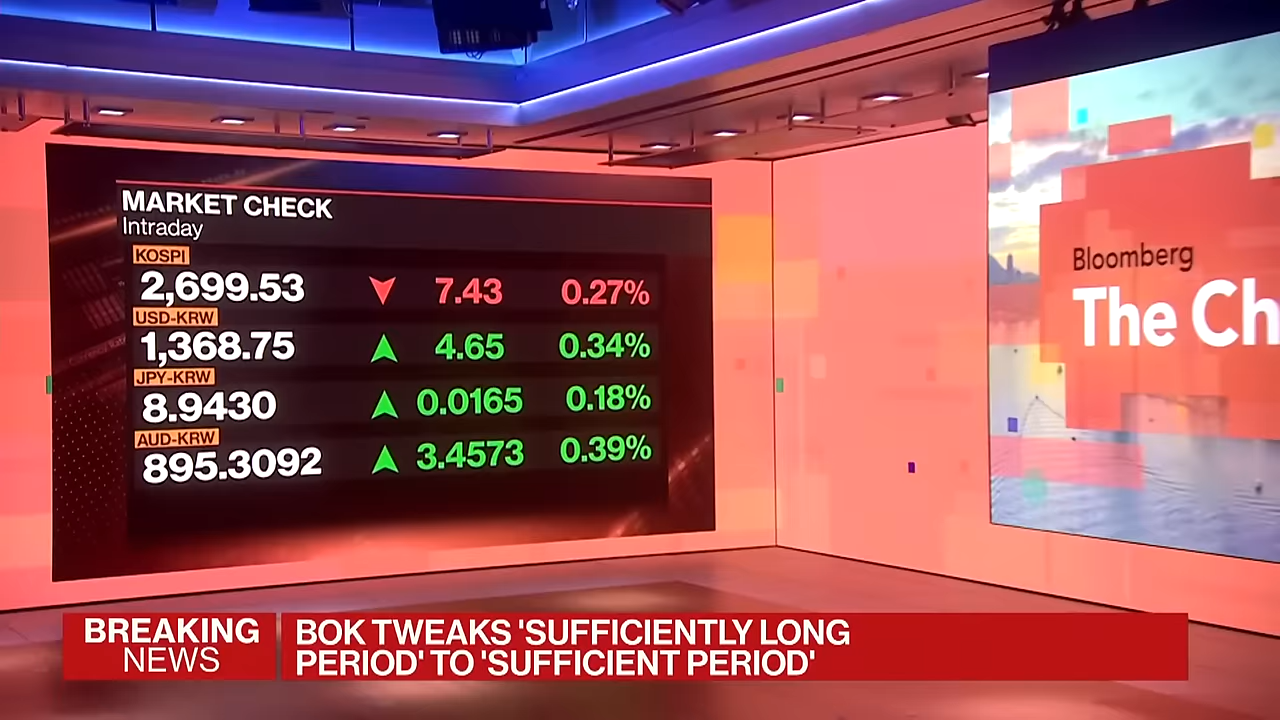 MARKET CHECK
Intraday
KOSPI
2,699.53 7.43 0.27%
USD-KRW
1,368.75 4.65 0.34%
JPY-KRW
8.9430 0.0165 0.18%
AUD-KRW
895.3092 3.4573 0.39%
Bloomberg
The Ch
BREAKING
NEWS
BOK TWEAKS 'SUFFICIENTLY LONG
PERIOD' TO 'SUFFICIENT PERIOD'